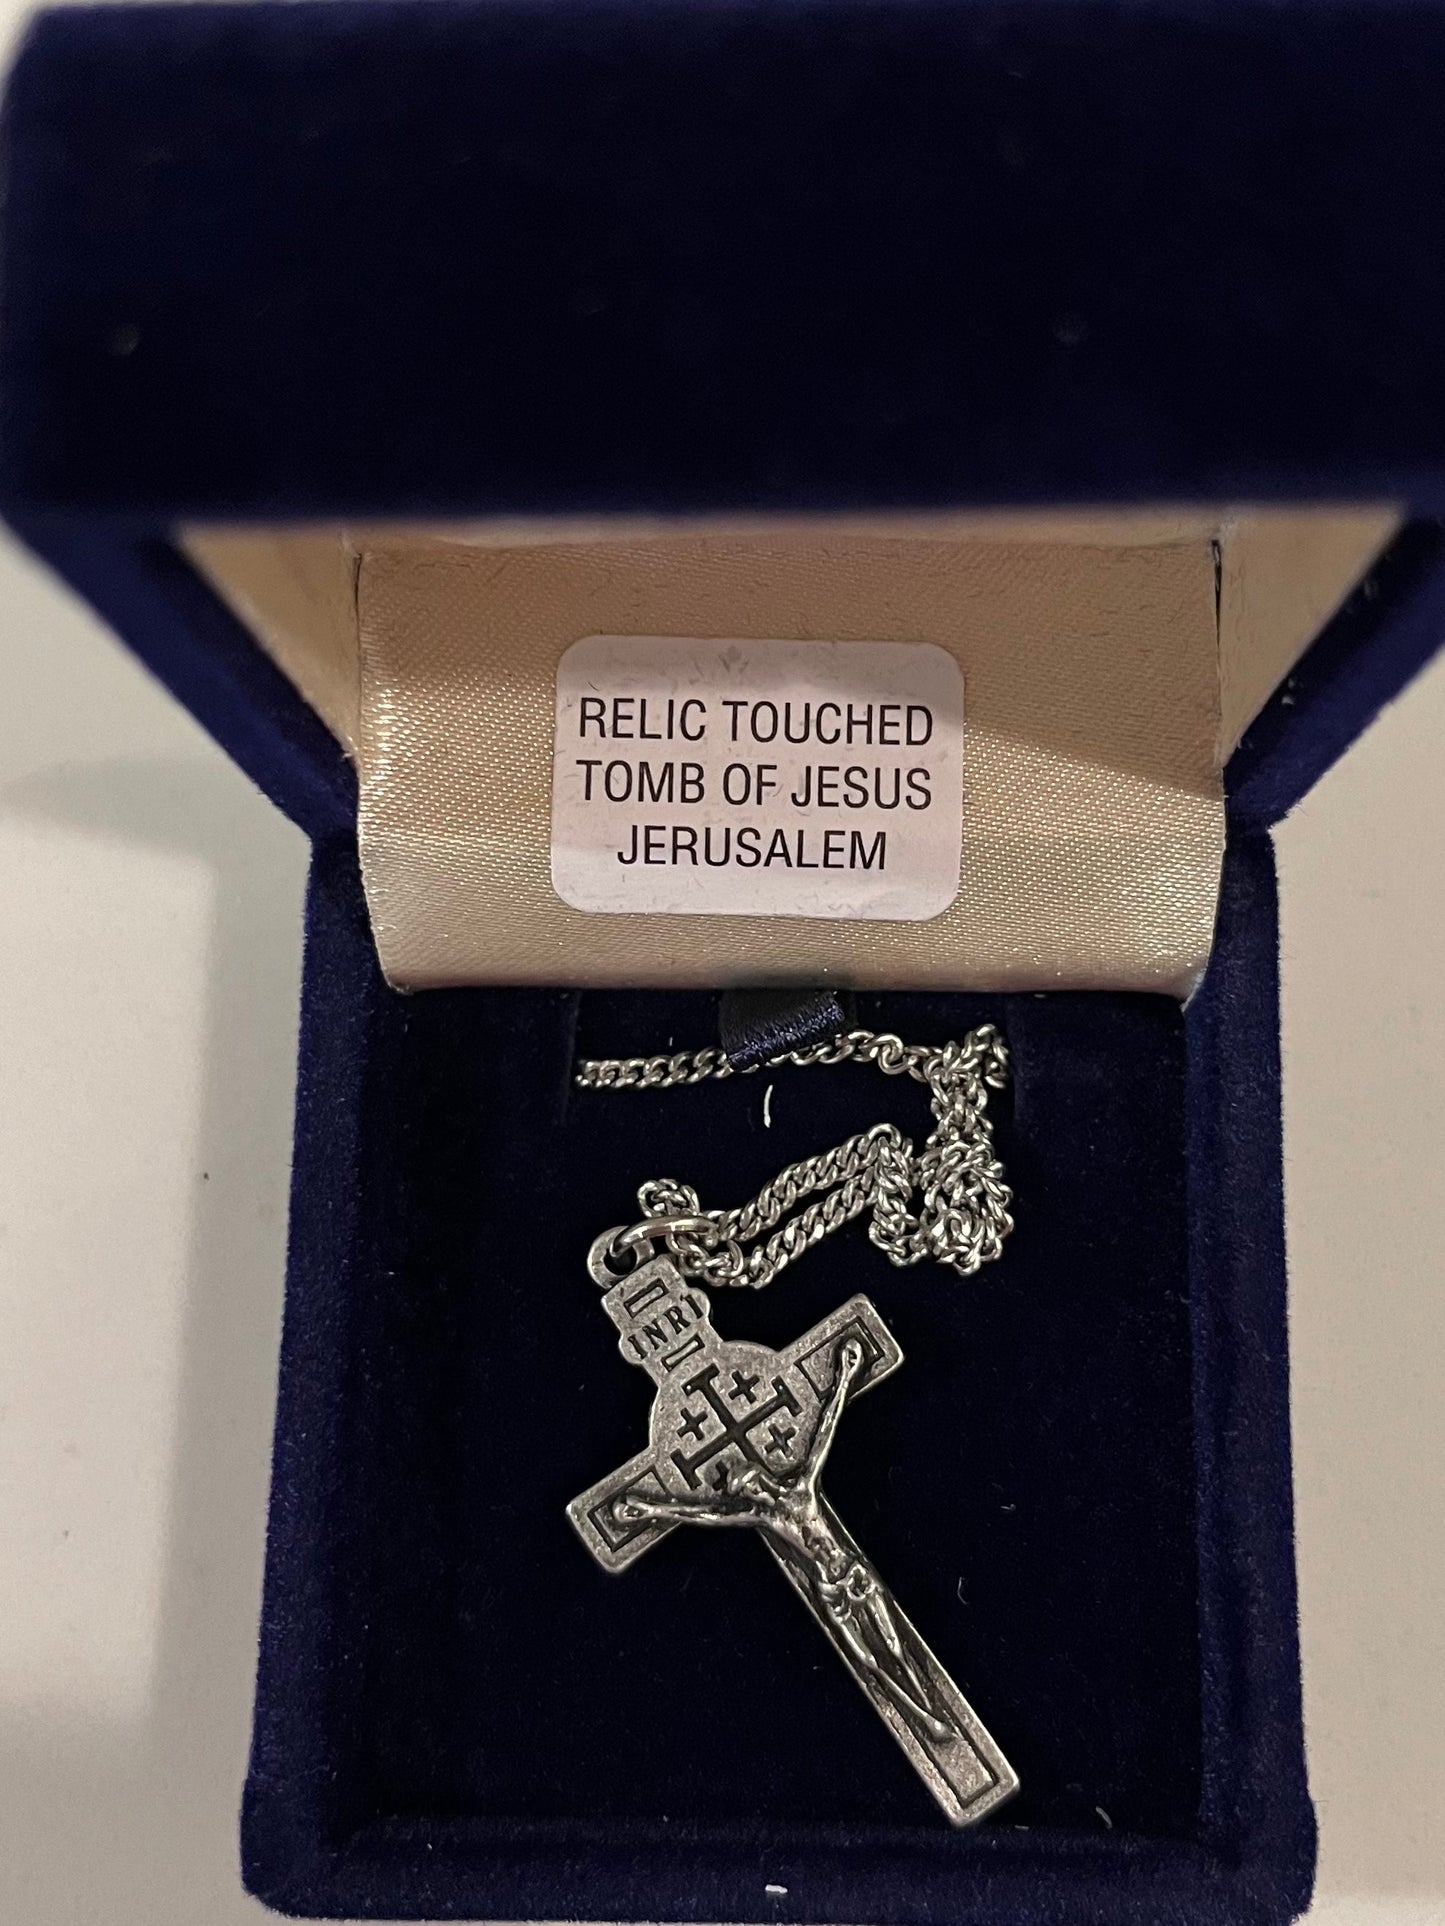 RELIC TOUCHED
TOMB OF JESUS
JERUSALEM
INRI